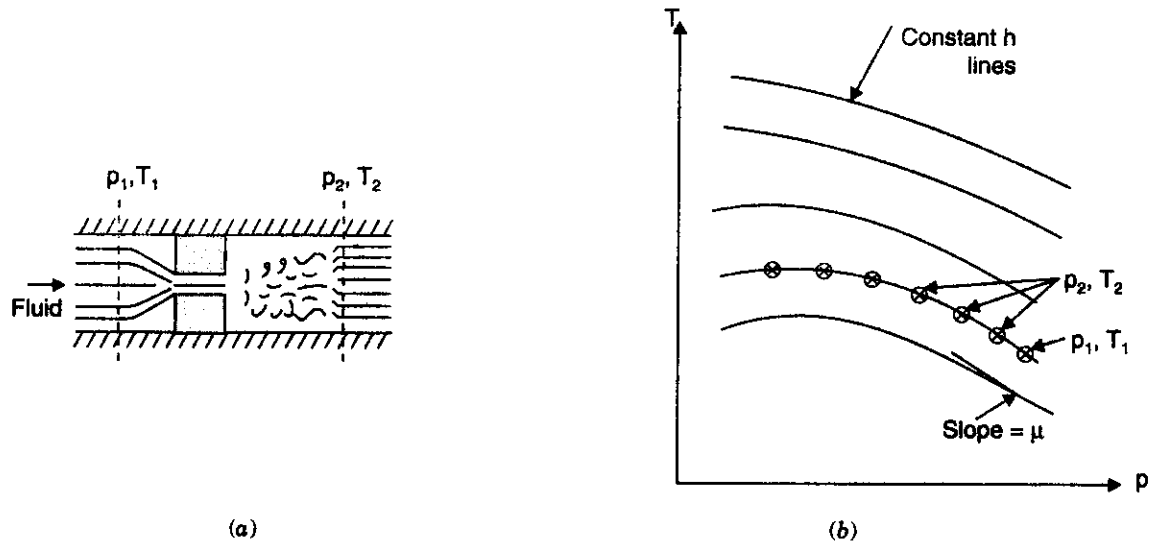 p₁, T₁
p₂, T₂
Fluid
(a)
T
Constant h
lines
p₂, T₂
p₁, T₁
Slope = μ
p
(b)